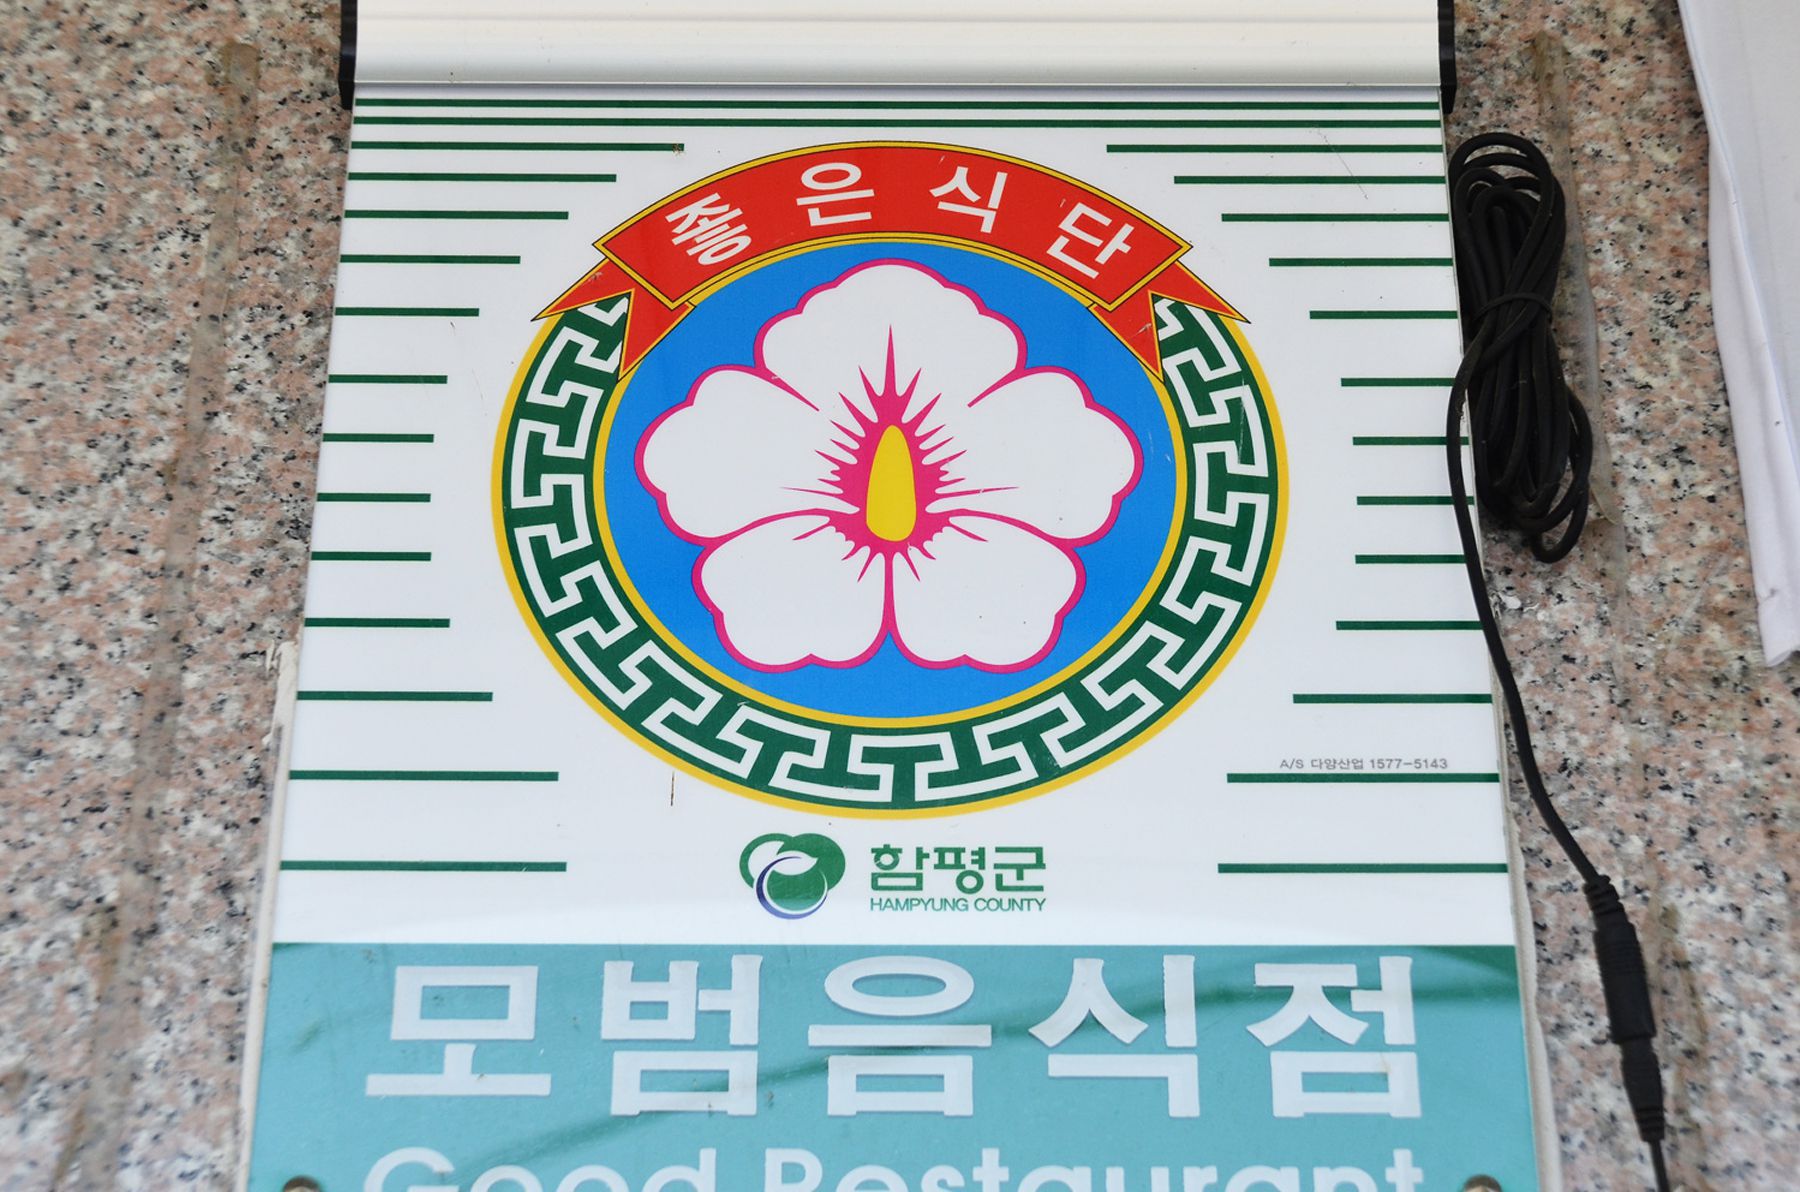 좋은식단
A/S 다양산업 1577-5143
함평군
HAMPYUNG COUNTY
모범음식점
Good Restaurant